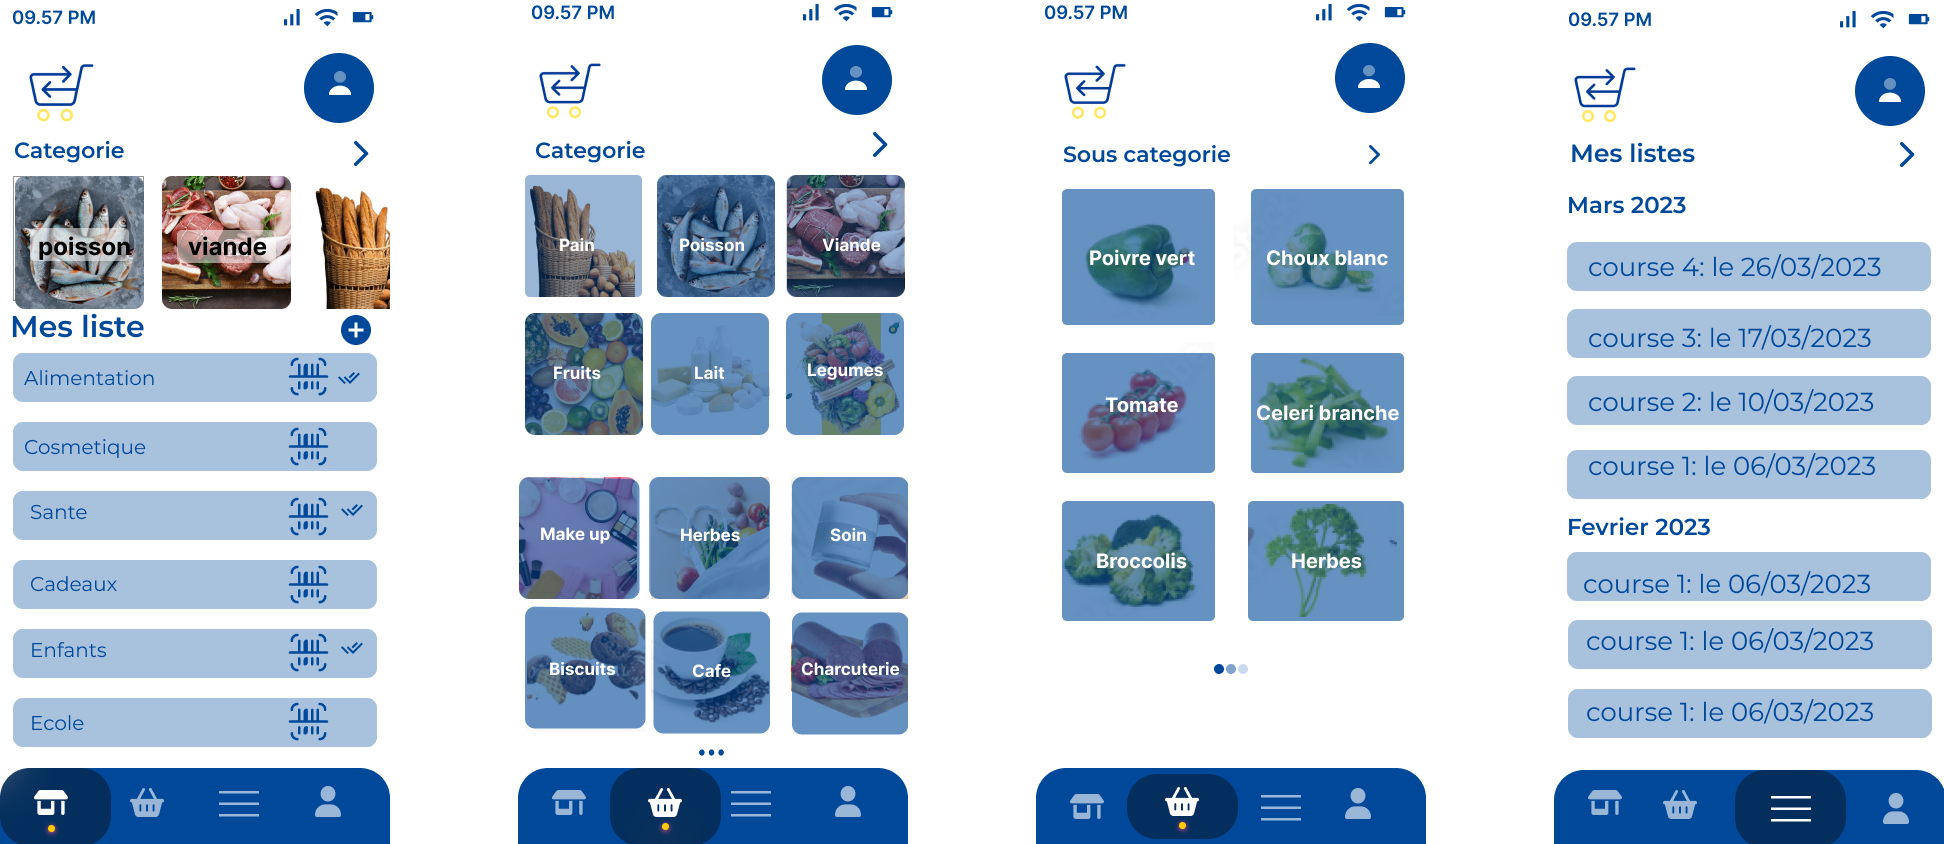 09.57 PM
Categorie
poisson
viande
Mes liste
Alimentation
Cosmetique
Sante
Cadeaux
Enfants
Ecole
09.57 PM
Categorie
Pain
Poisson
Viande
Fruits
Lait
Legumes
Make up
Herbes
Soin
Biscuits
Cafe
Charcuterie
09.57 PM
Sous categorie
Poivre vert
Choux blanc
Tomate
Celeri branche
Broccolis
Herbes
09.57 PM
Mes listes
Mars 2023
course 4: le 26/03/2023
course 3: le 17/03/2023
course 2: le 10/03/2023
course 1: le 06/03/2023
Fevrier 2023
course 1: le 06/03/2023
course 1: le 06/03/2023
course 1: le 06/03/2023